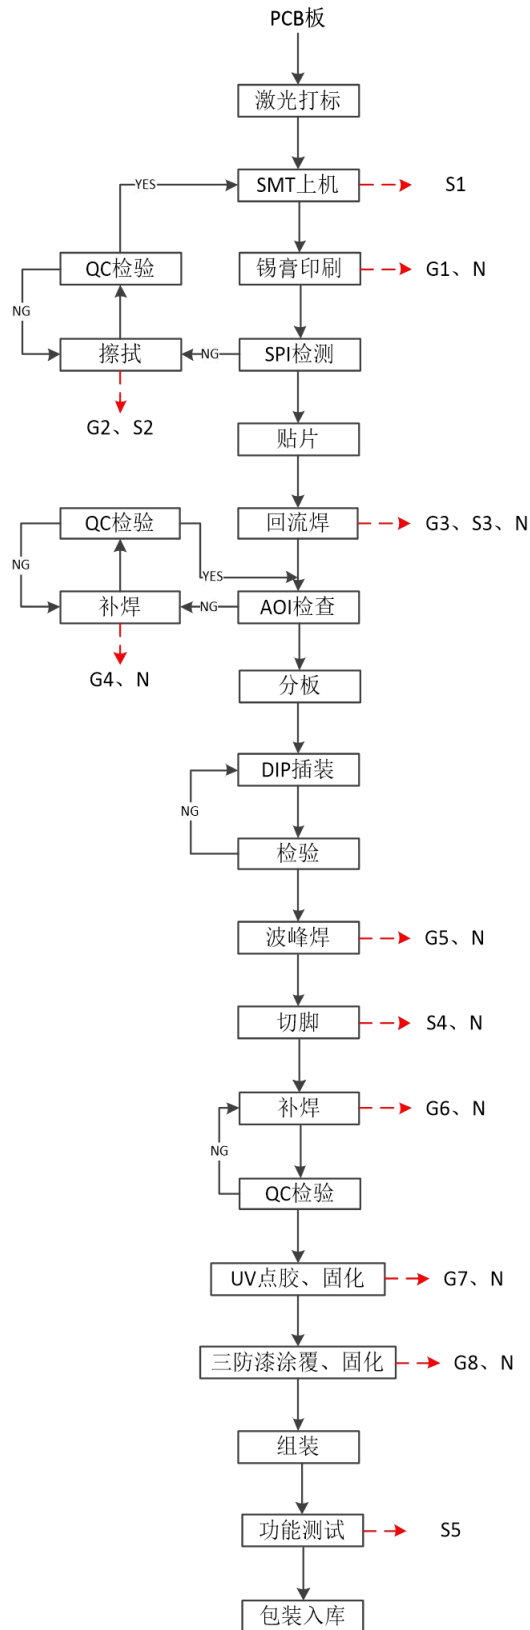 PCB板
激光打标
YES
SMT上机
S1
QC检验
锡膏印刷
G1、N
NG
擦拭
NG
SPI检测
G2、S2
贴片
QC检验
回流焊
G3、S3、N
NG
YES
补焊
NG
AOI检查
G4、N
分板
DIP插装
NG
检验
波峰焊
G5、N
切脚
S4、N
补焊
G6、N
NG
QC检验
UV点胶、固化
G7、N
三防漆涂覆、固化
G8、N
组装
功能测试
S5
包装入库